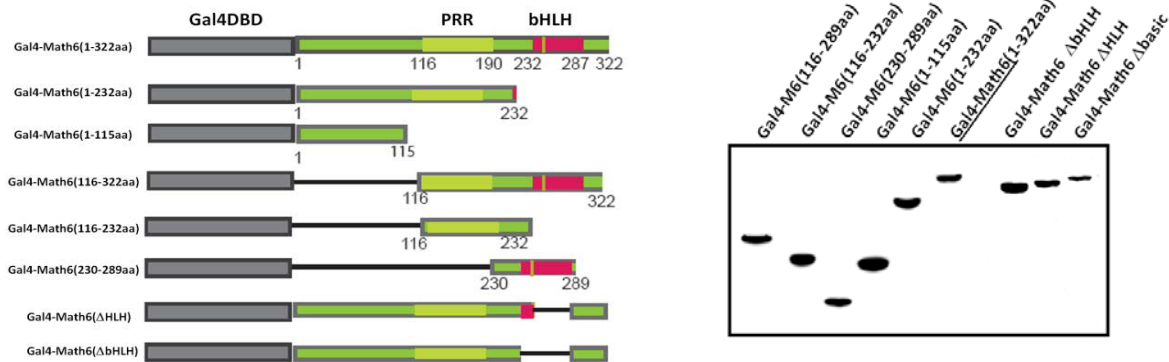 Gal4DBD PRR bHLH
Gal4-Math6(1-322aa)
1 116 190 232 287 322
Gal4-Math6(1-232aa)
1 232
Gal4-Math6(1-115aa)
1 115
Gal4-Math6(116-322aa)
116 322
Gal4-Math6(116-232aa)
116 232
Gal4-Math6(230-289aa)
230 289
Gal4-Math6(ΔHLH)
Gal4-Math6(ΔbHLH)
Gal4-M6(116-289aa)
Gal4-M6(116-232aa)
Gal4-M6(230-289aa)
Gal4-M6(1-115aa)
Gal4-M6(1-232aa)
Gal4-Math6(1-322aa)
Gal4-Math6 ΔbHLH
Gal4-Math6 ΔHLH
Gal4-Math6 Δbasic